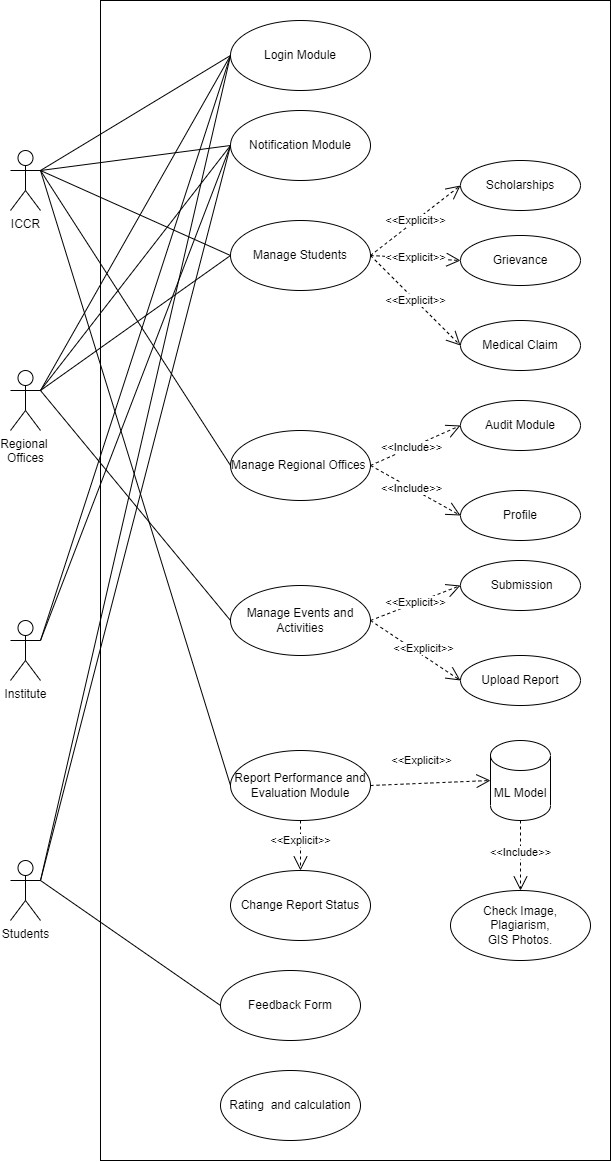 Login Module
Notification Module
ICCR
Scholarships
<<Explicit>>
Manage Students
<<Explicit>>
Grievance
<<Explicit>>
Medical Claim
Regional
Offices
Audit Module
<<Include>>
Manage Regional Offices
<<Include>>
Profile
Submission
<<Explicit>>
Manage Events and
Activities
<<Explicit>>
Upload Report
Institute
<<Explicit>>
Report Performance and
Evaluation Module
ML Model
<<Explicit>>
<<Include>>
Change Report Status
Check Image,
Plagiarism,
GIS Photos.
Students
Feedback Form
Rating  and calculation